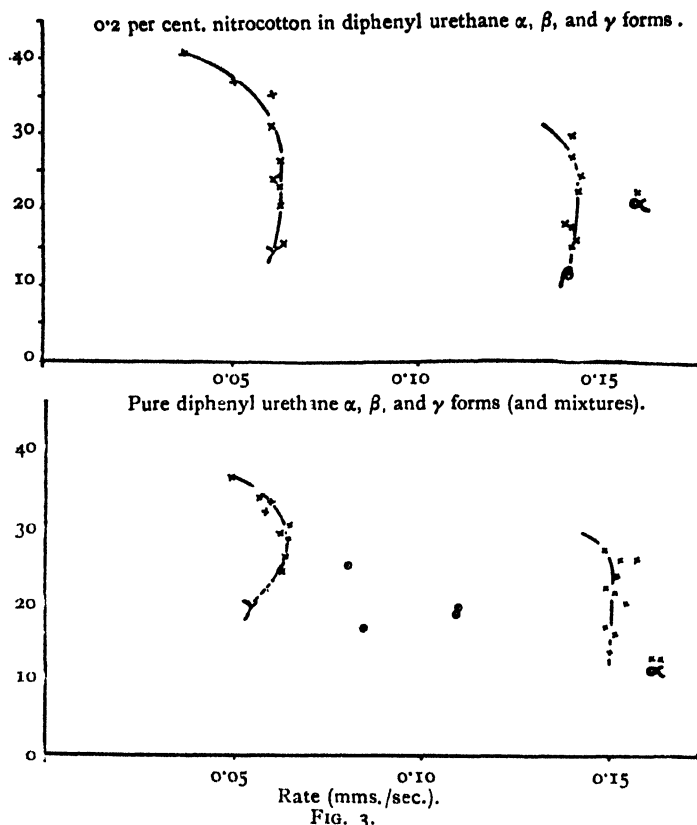 0·2 per cent. nitrocotton in diphenyl urethane α, β, and γ forms.
40
30
20
10
0
γ
β
α
0·05 0·10 0·15
Pure diphenyl urethane α, β, and γ forms (and mixtures).
40
30
20
10
0
γ
α
0·05 0·10 0·15
Rate (mms./sec.).
FIG. 3.